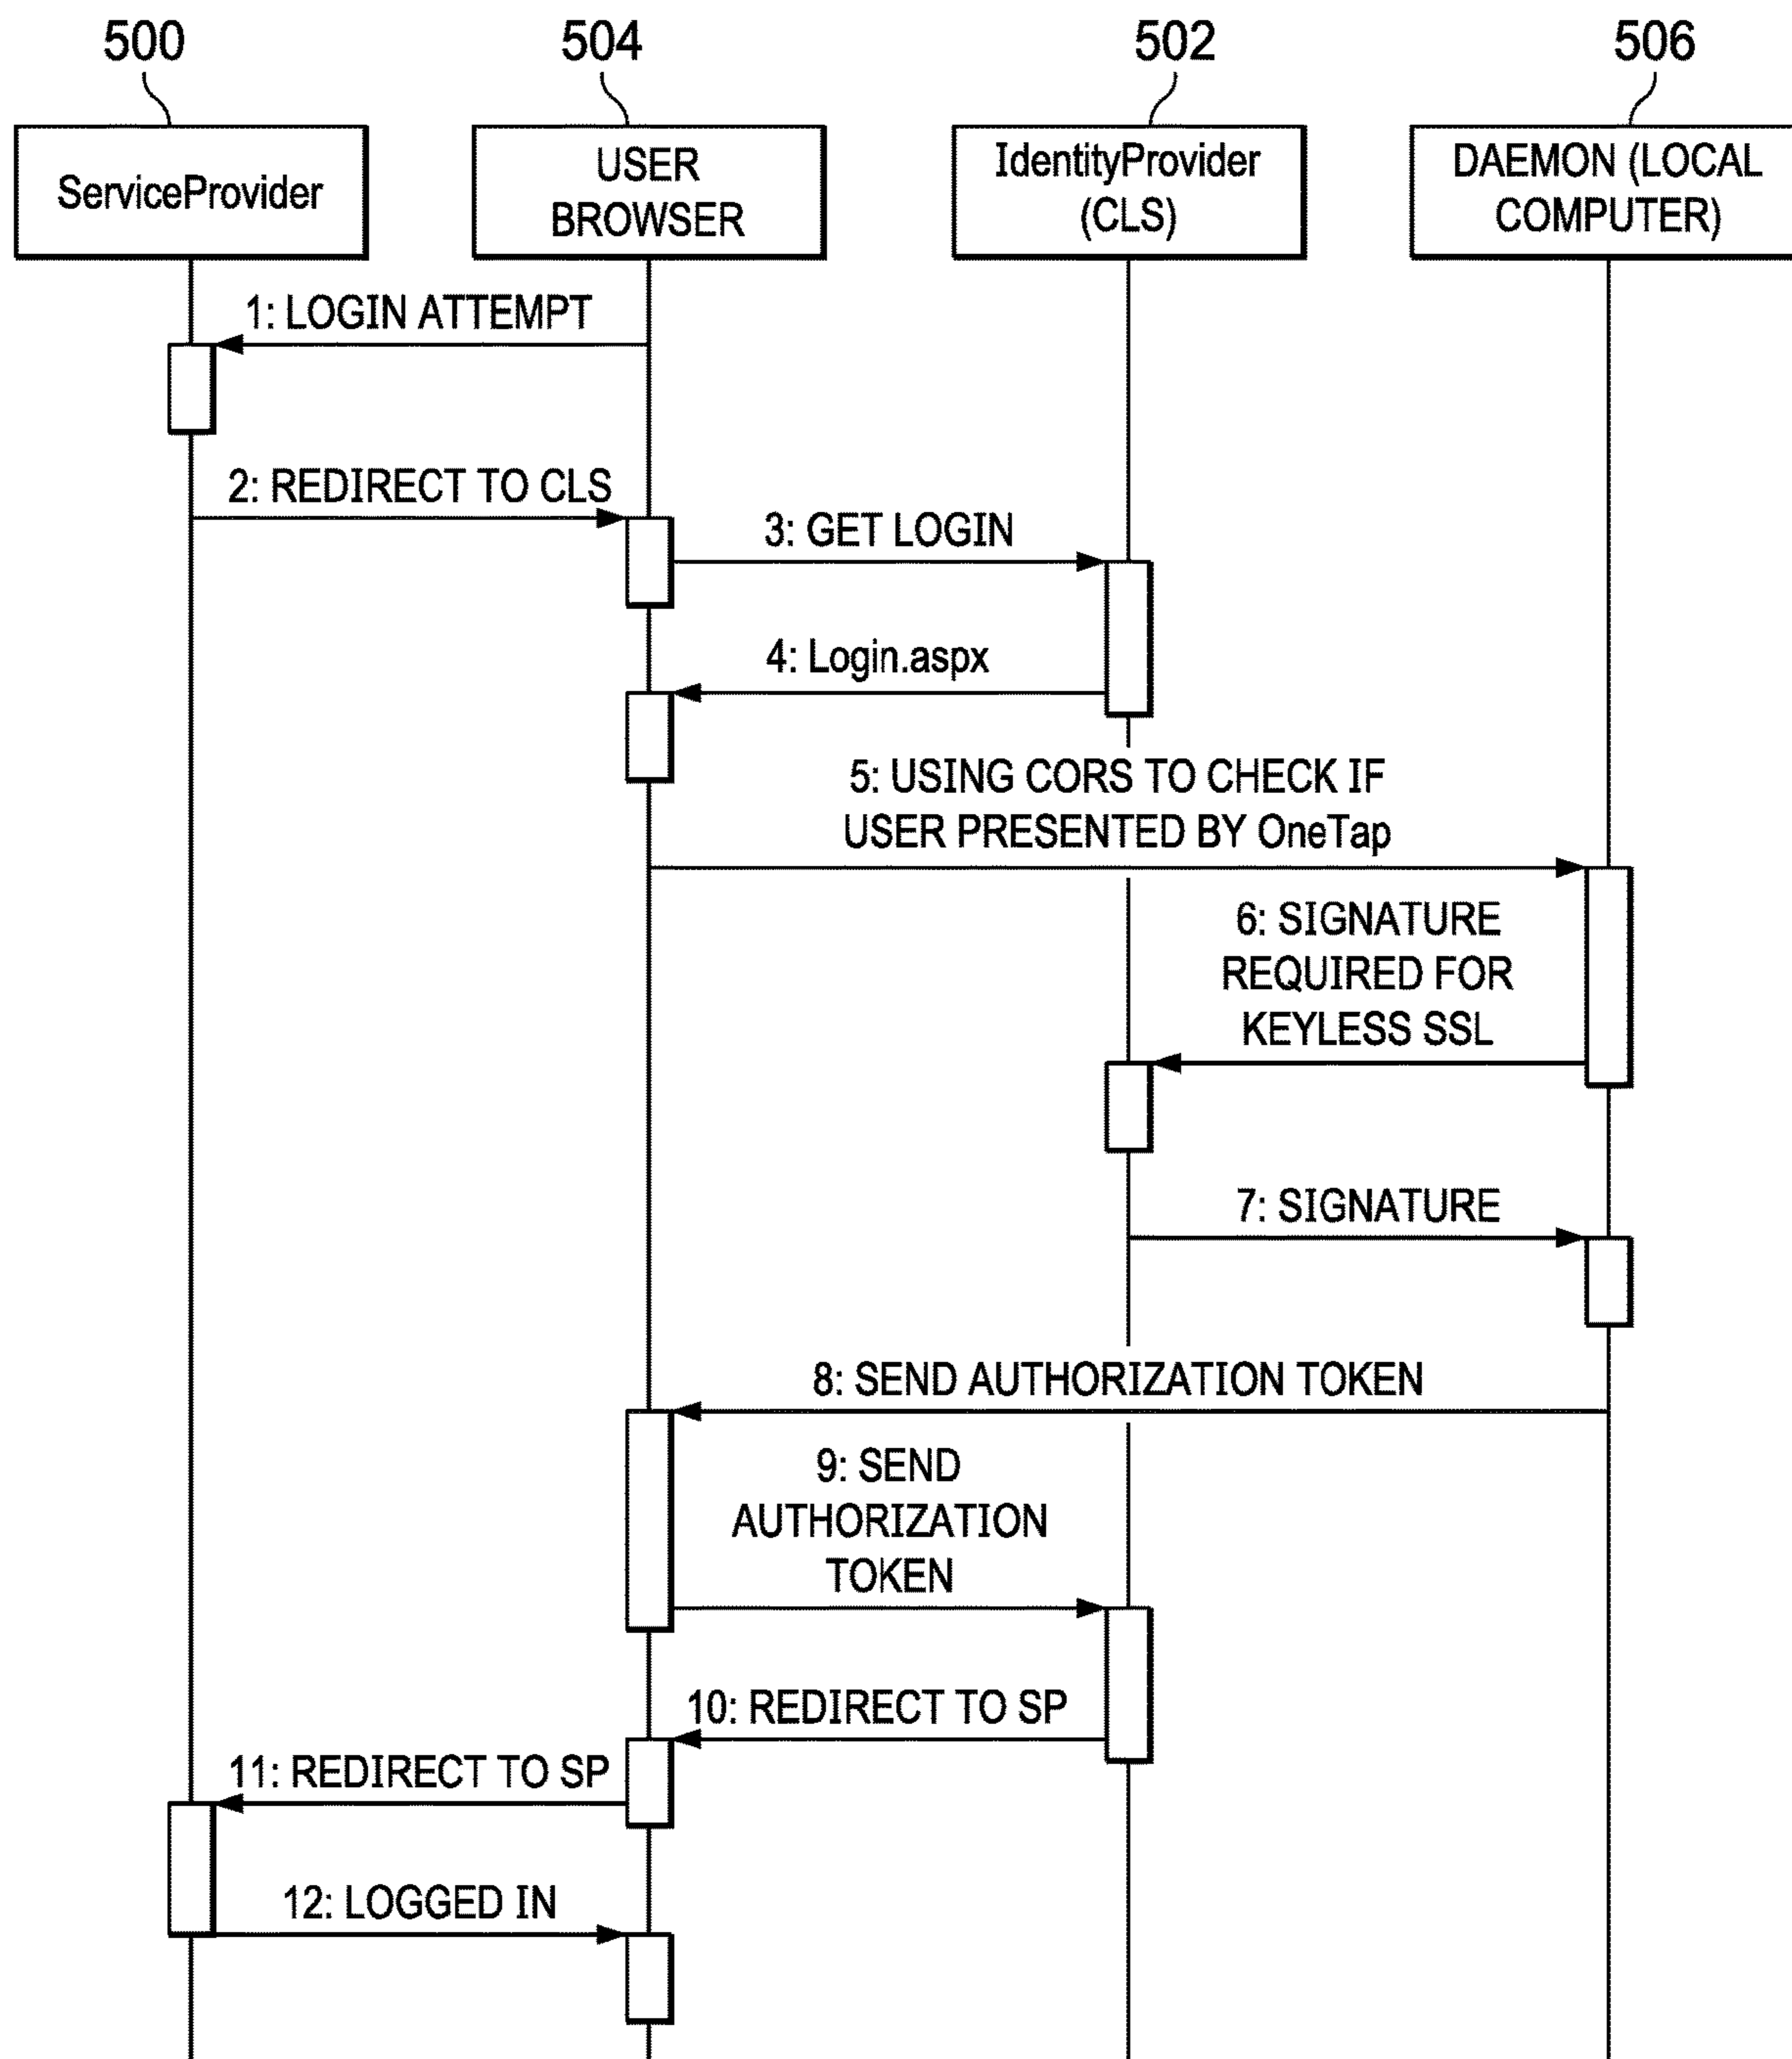 500
504
502
506
ServiceProvider
USER
BROWSER
IdentityProvider
(CLS)
DAEMON (LOCAL
COMPUTER)
1: LOGIN ATTEMPT
2: REDIRECT TO CLS
3: GET LOGIN
4: Login.aspx
5: USING CORS TO CHECK IF
USER PRESENTED BY OneTap
6: SIGNATURE
REQUIRED FOR
KEYLESS SSL
7: SIGNATURE
8: SEND AUTHORIZATION TOKEN
9: SEND
AUTHORIZATION
TOKEN
10: REDIRECT TO SP
11: REDIRECT TO SP
12: LOGGED IN